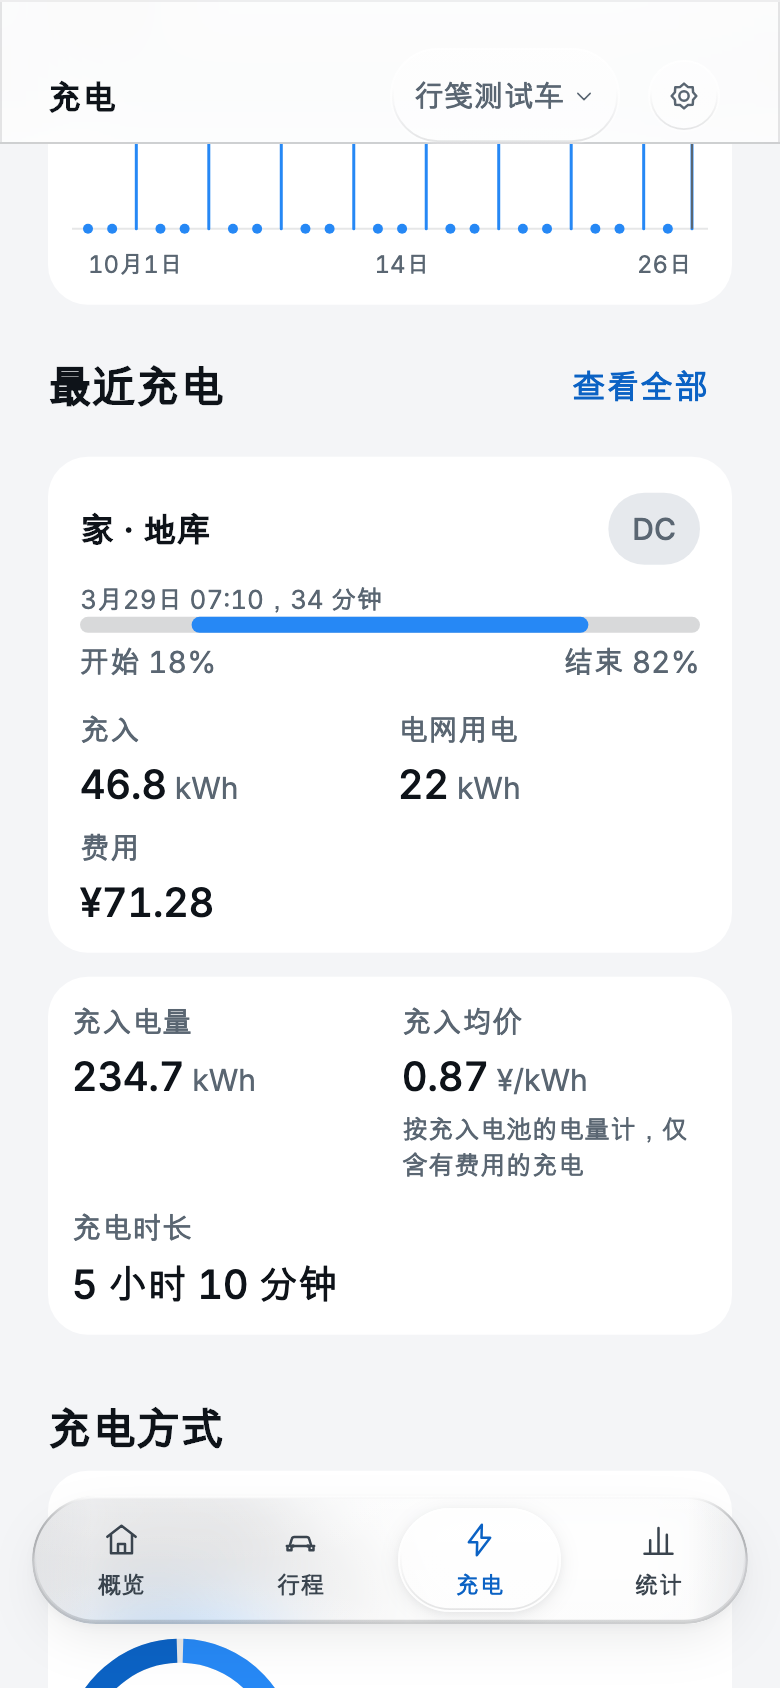 充电
行笺测试车
10月1日
14日
26日
最近充电
查看全部
家 · 地库
DC
3月29日 07:10，34 分钟
开始 18%
结束 82%
充入
电网用电
46.8 kWh
22 kWh
费用
¥71.28
充入电量
充入均价
234.7 kWh
0.87 ¥/kWh
按充入电池的电量计，仅
含有费用的充电
充电时长
5 小时 10 分钟
充电方式
概览
行程
充电
统计